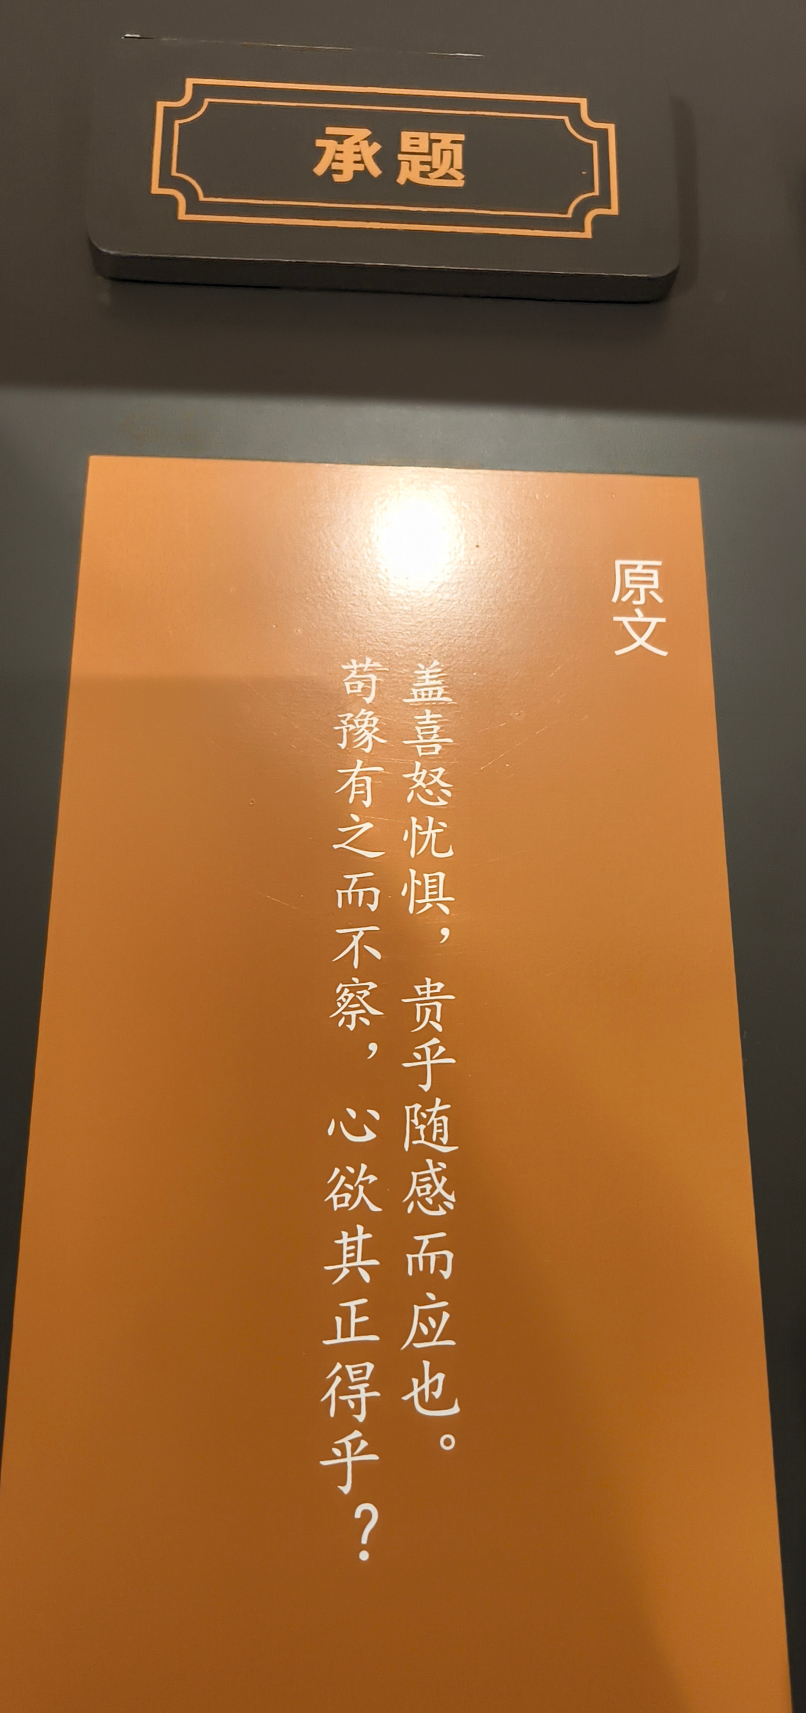 承题
原文
盖喜怒忧惧，贵乎随感而应也。
苟豫有之而不察，心欲其正得乎？